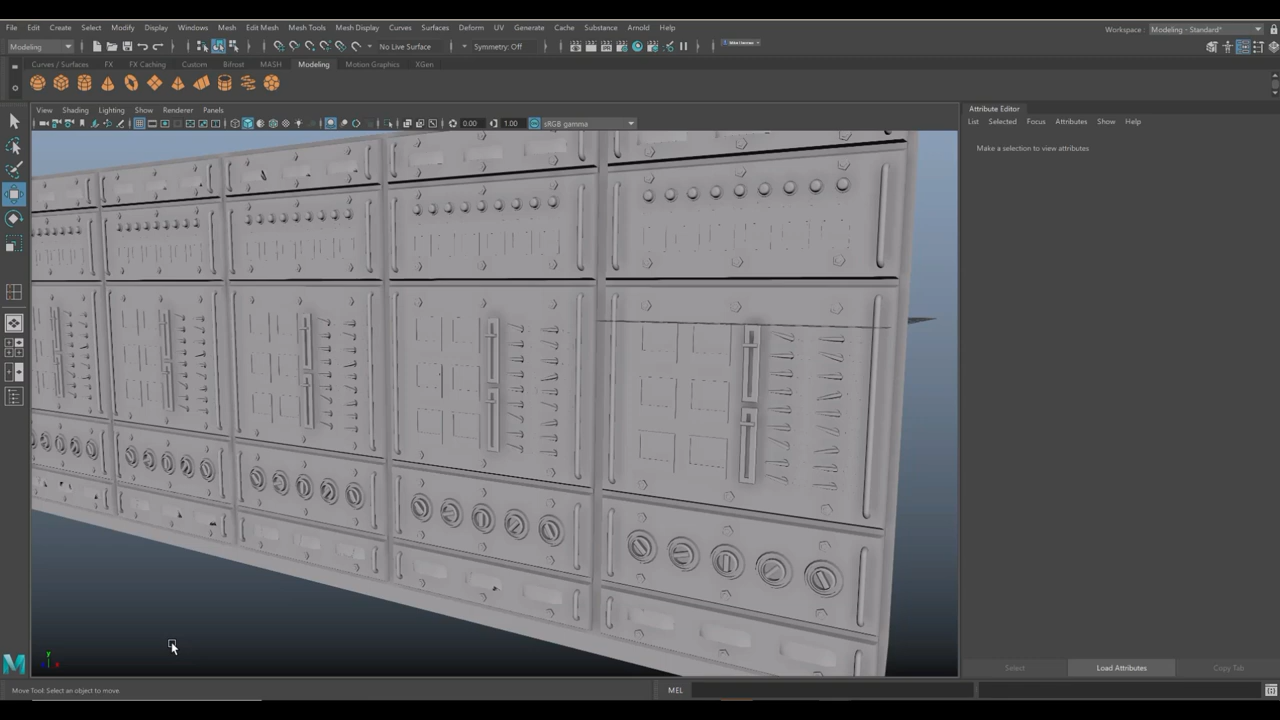 File Edit Create Select Modify Display Windows Mesh Edit Mesh Mesh Tools Mesh Display Curves Surfaces Deform UV Generate Cache Substance Arnold Help
Workspace : Modeling - Standard*
Modeling No Live Surface Symmetry: Off
Curves / Surfaces FX FX Caching Custom Bifrost MASH Modeling Motion Graphics XGen
View Shading Lighting Show Renderer Panels
0.00 1.00 sRGB gamma
Attribute Editor
List Selected Focus Attributes Show Help
Make a selection to view attributes
y
x
Select Load Attributes Copy Tab
Move Tool: Select an object to move.
MEL